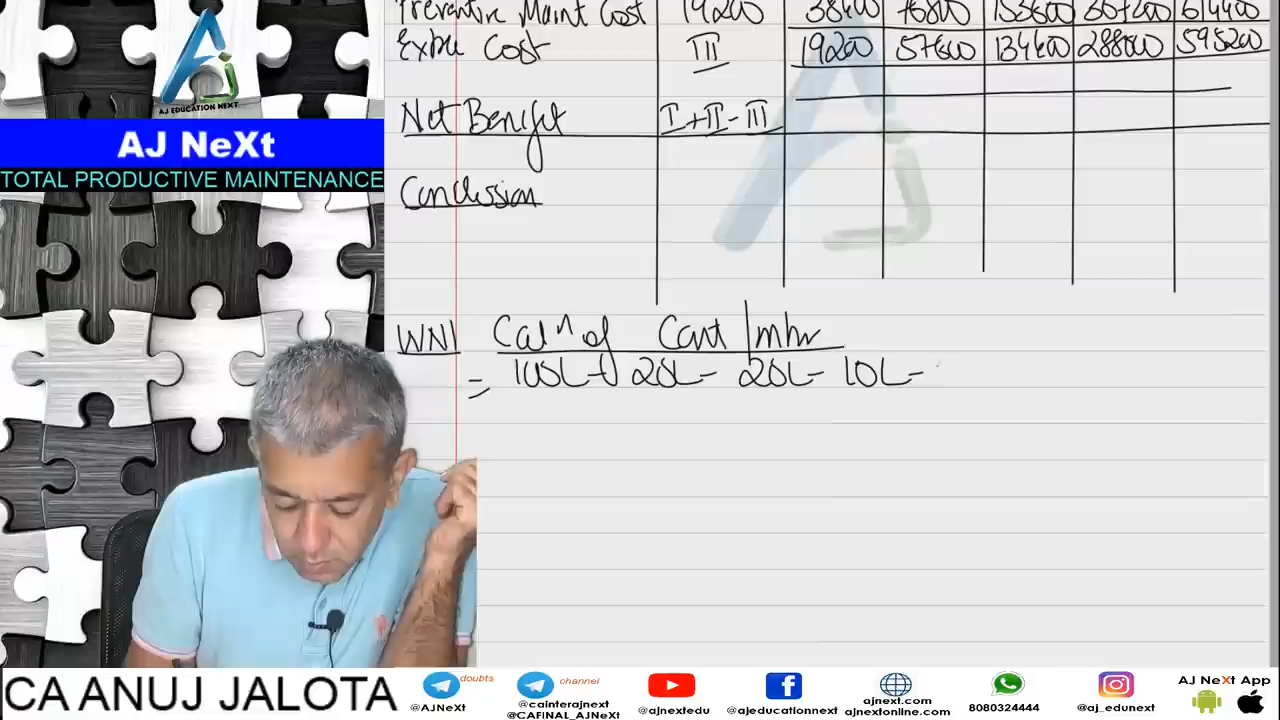 Preventive Maint Cost 19200 38400 76800 153600 307200 614400
Extra Cost III 19200 57600 134400 288000 595200
Net Benefit I+II-III
Conclusion
WN1 Calⁿ of Cont/mhr
= 100L - 20L - 20L - 10L -
AJ EDUCATION NEXT
AJ NeXt
TOTAL PRODUCTIVE MAINTENANCE
CA ANUJ JALOTA
doubts
@AJNeXt
channel
@cainterajnext
@CAFINAL_AJNeXt
@ajnextedu
@ajeducationnext
ajnext.com
ajnextonline.com
8080324444
@aj_edunext
AJ NeXt App